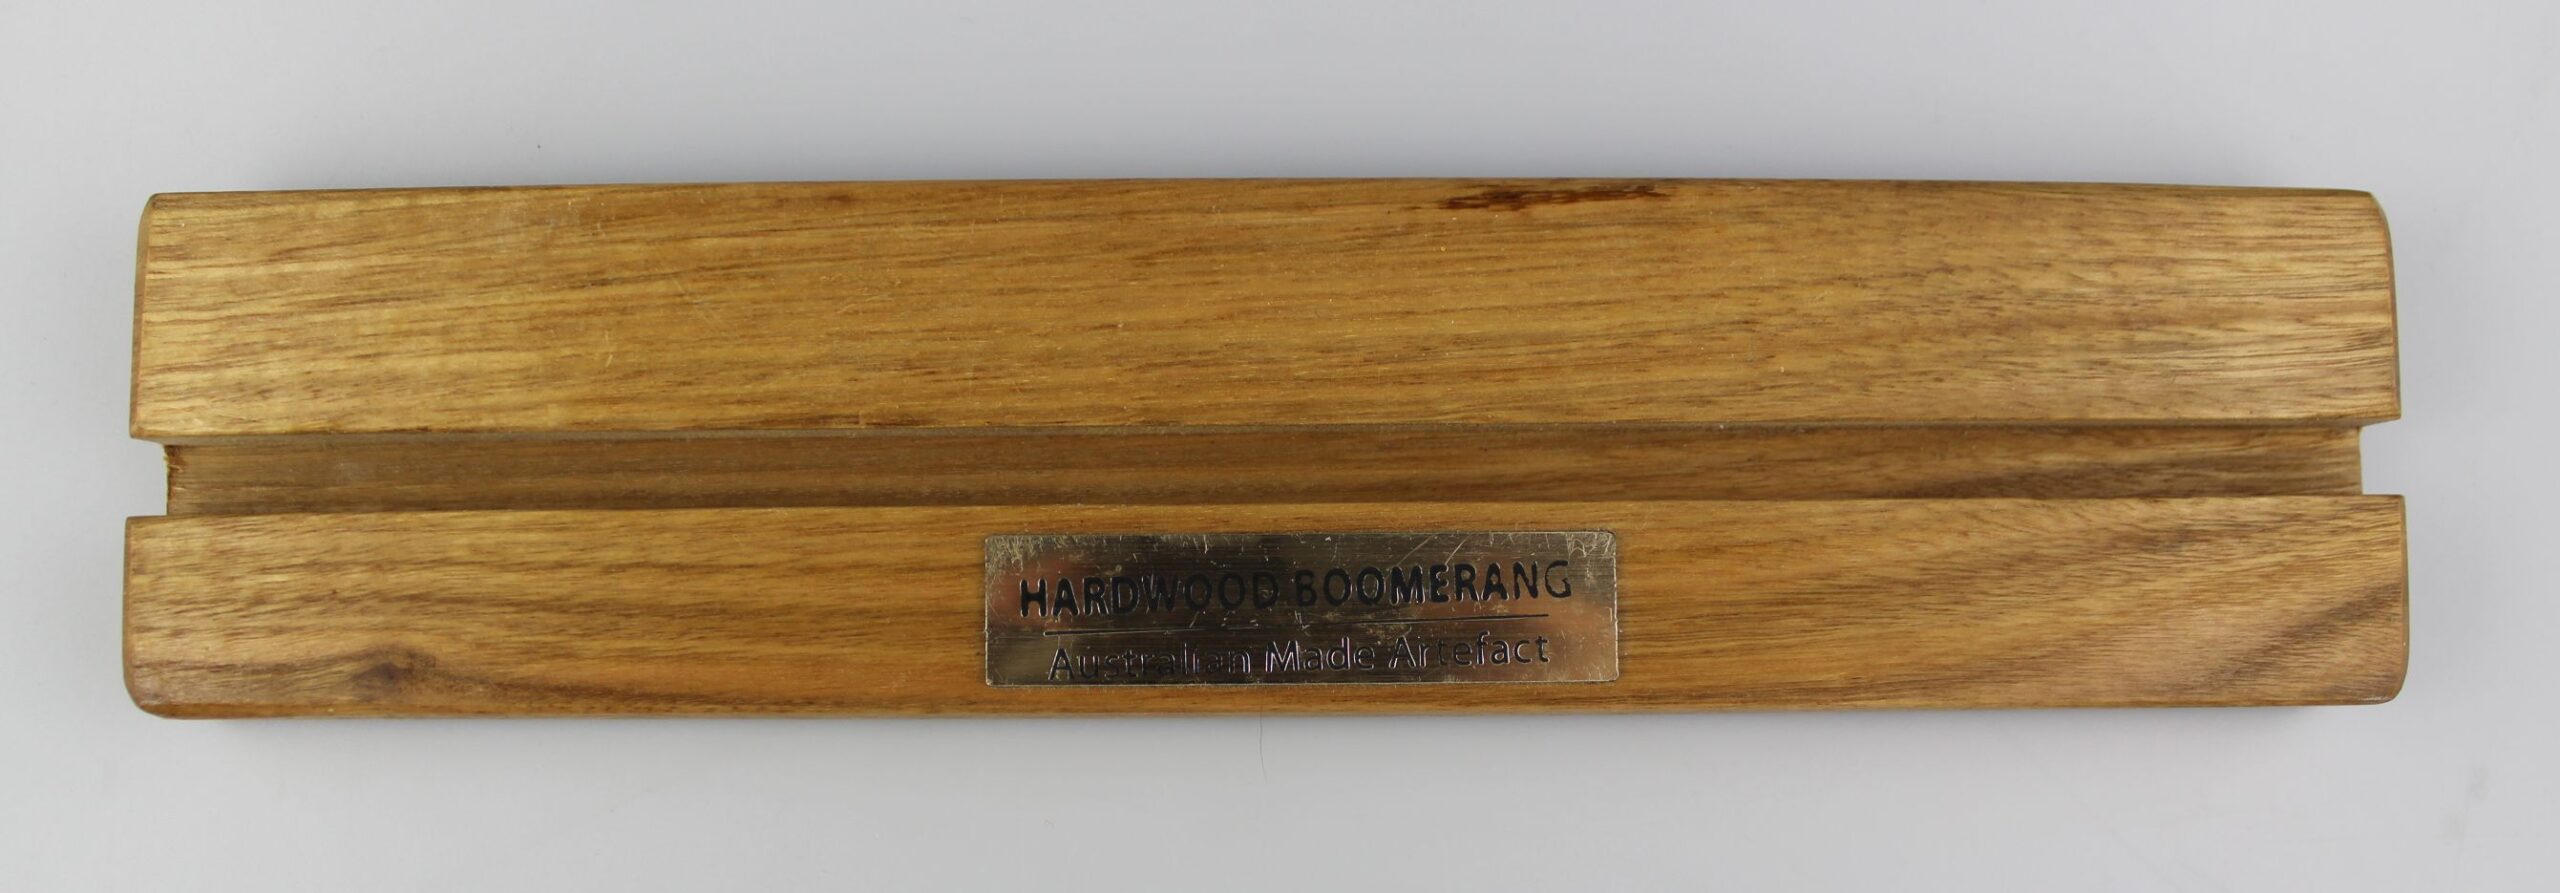 HARDWOOD BOOMERANG
Australian Made Artefact